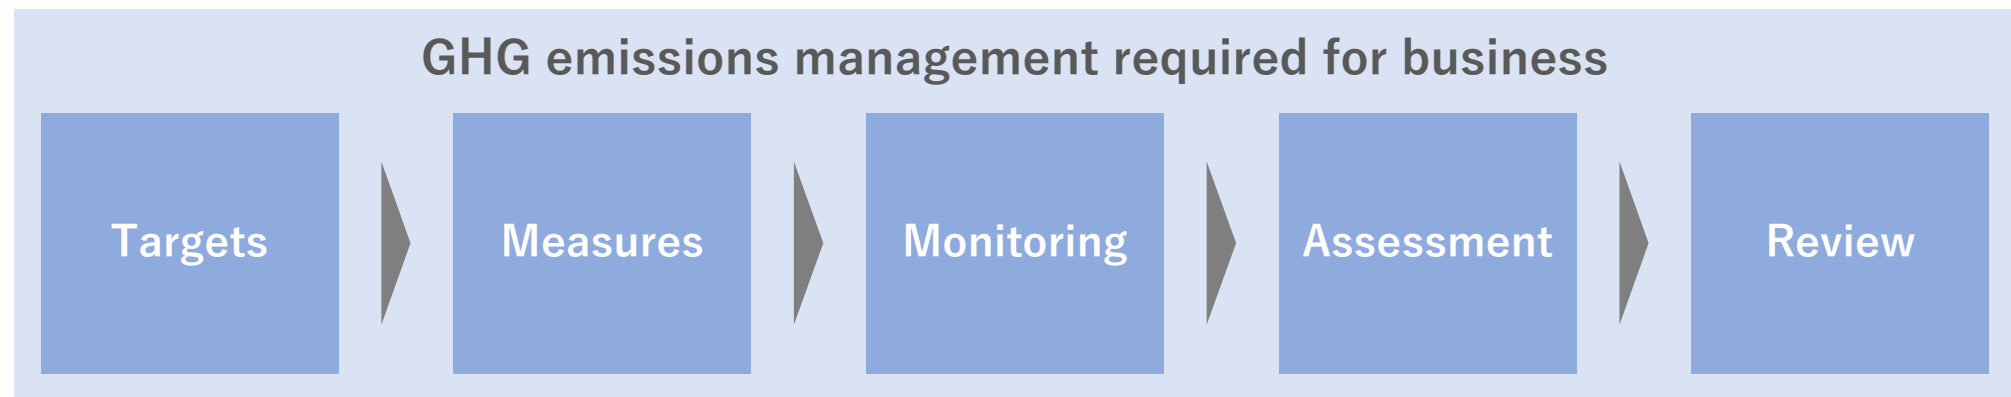 GHG emissions management required for business
Targets
Measures
Monitoring
Assessment
Review